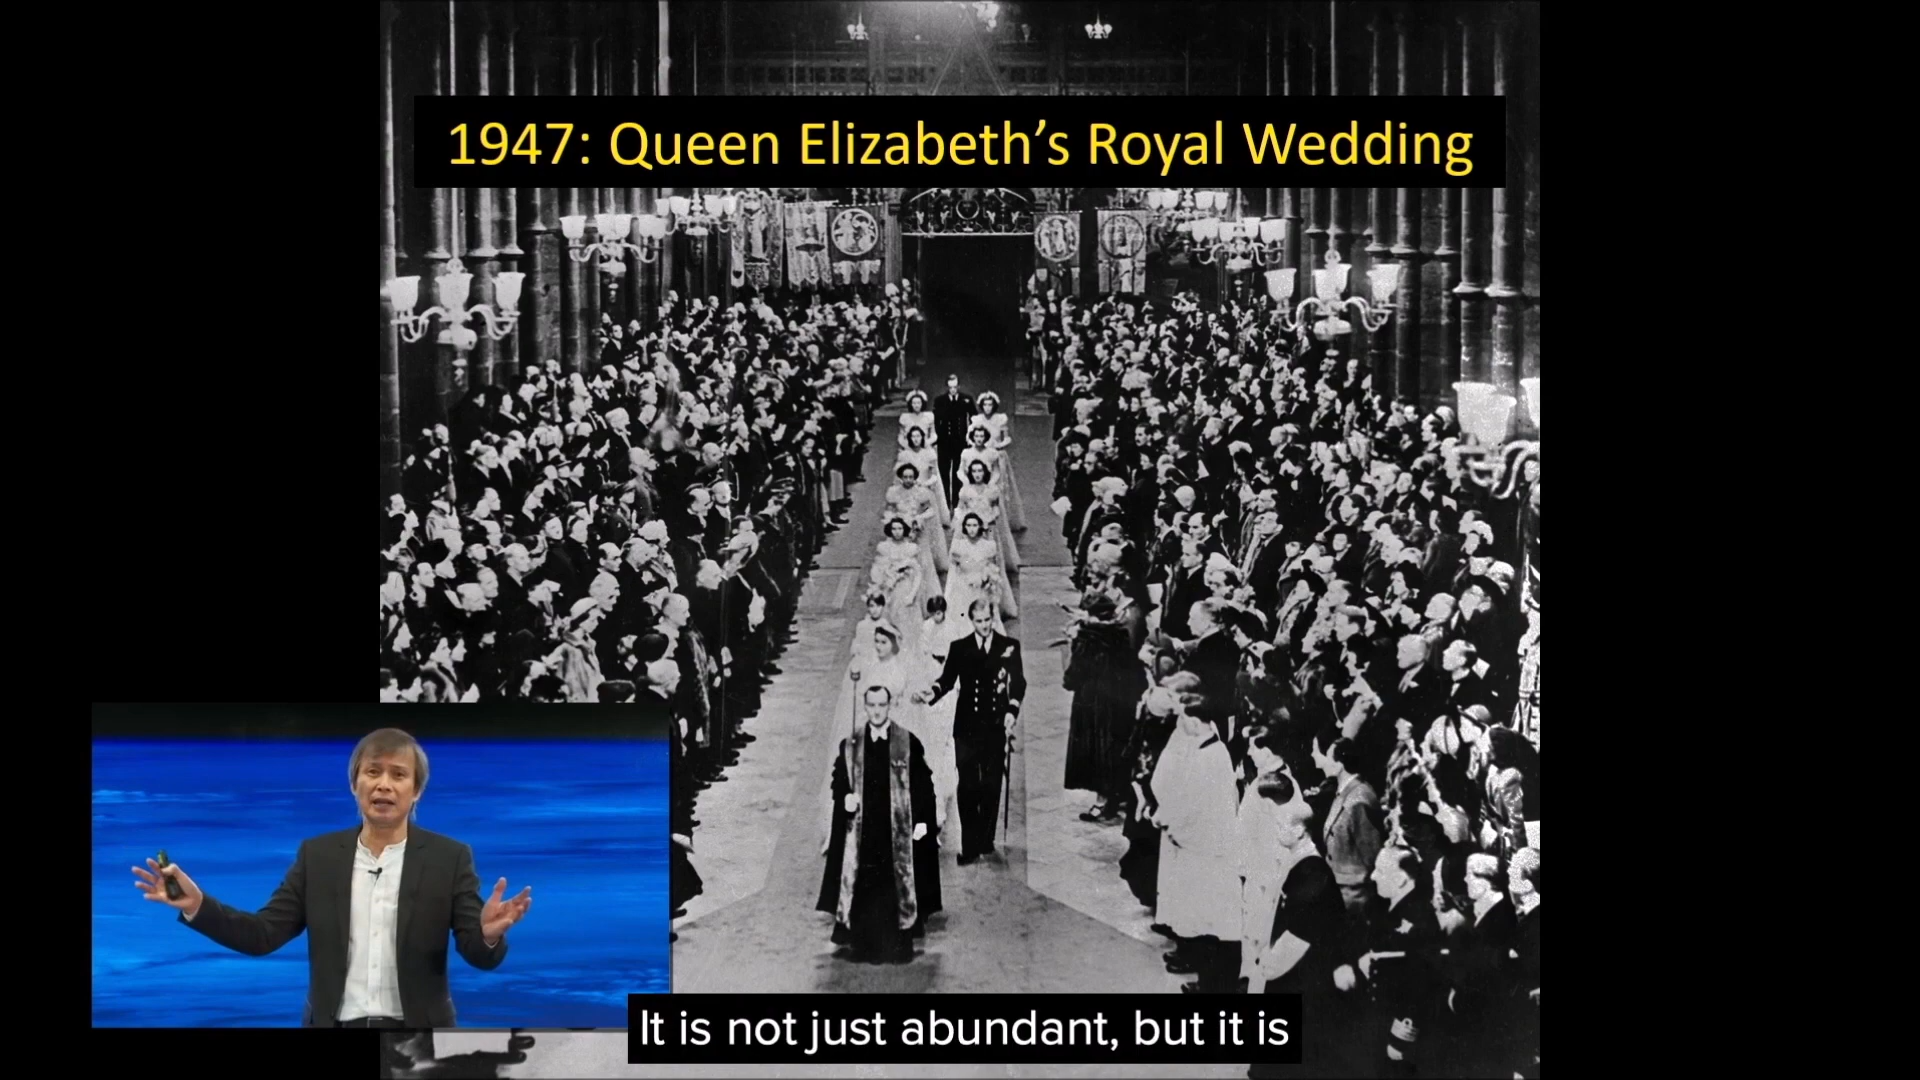 1947: Queen Elizabeth’s Royal Wedding
It is not just abundant, but it is